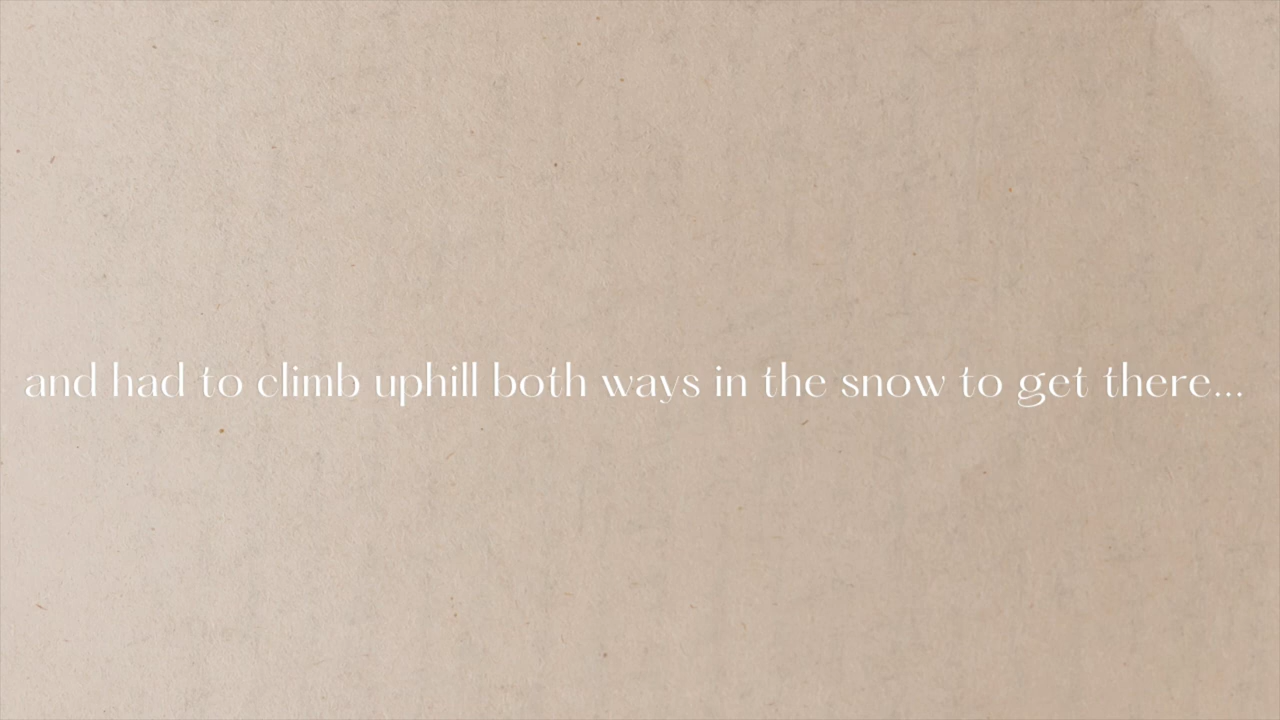 and had to climb uphill both ways in the snow to get there...